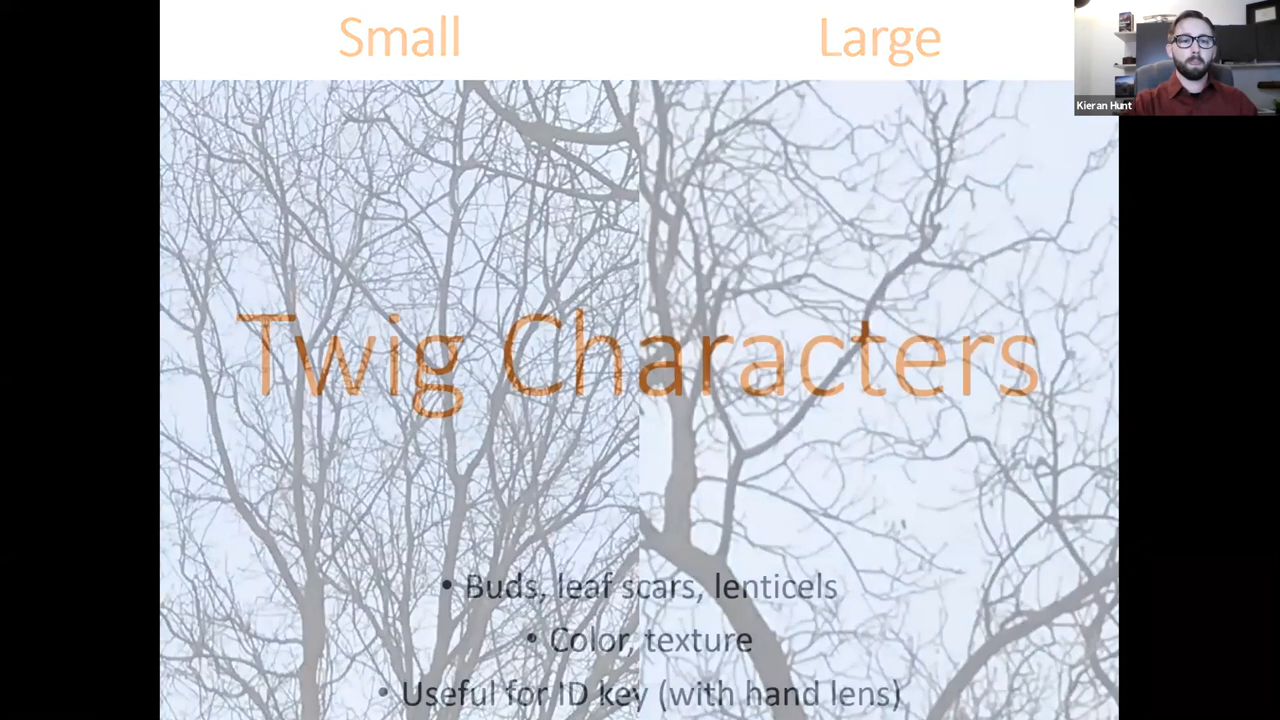 Small Large
Kieran Hunt
Twig Characters
• Buds, leaf scars, lenticels
• Color, texture
• Useful for ID key (with hand lens)